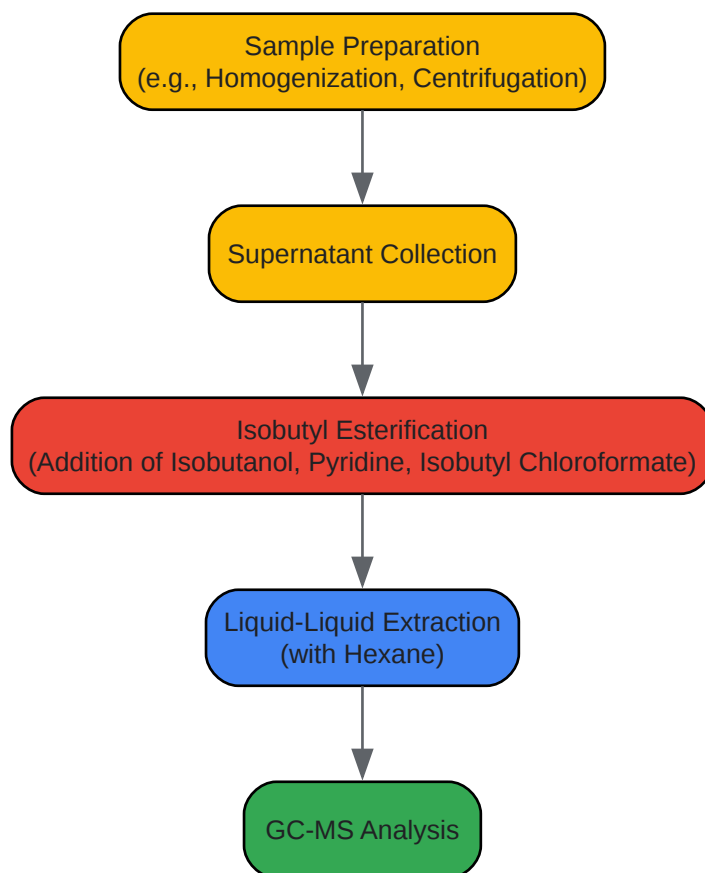 Sample Preparation
(e.g., Homogenization, Centrifugation)
Supernatant Collection
Isobutyl Esterification
(Addition of Isobutanol, Pyridine, Isobutyl Chloroformate)
Liquid-Liquid Extraction
(with Hexane)
GC-MS Analysis